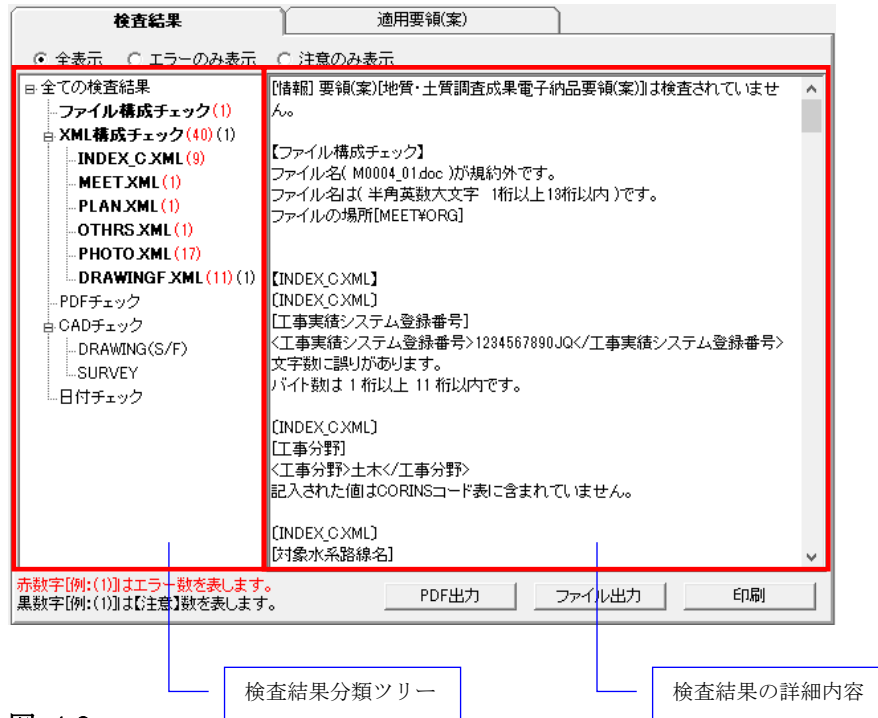 検査結果
適用要領(案)
全表示 エラーのみ表示 注意のみ表示
全ての検査結果
ファイル構成チェック(1)
XML構成チェック(40)(1)
INDEX_C.XML(9)
MEET.XML(1)
PLAN.XML(1)
OTHRS.XML(1)
PHOTO.XML(17)
DRAWINGF.XML(11)(1)
PDFチェック
CADチェック
DRAWING(S/F)
SURVEY
日付チェック
[情報] 要領(案)[地質・土質調査成果電子納品要領(案)]は検査されていませ
ん。
【ファイル構成チェック】
ファイル名( M0004_01.doc )が規約外です。
ファイル名は( 半角英数大文字 1桁以上13桁以内 )です。
ファイルの場所[MEET¥ORG]
【INDEX_C.XML】
〔INDEX_C.XML〕
[工事実績システム登録番号]
<工事実績システム登録番号>1234567890JQ</工事実績システム登録番号>
文字数に誤りがあります。
バイト数は 1 桁以上 11 桁以内です。
〔INDEX_C.XML〕
[工事分野]
<工事分野>土木</工事分野>
記入された値はCORINSコード表に含まれていません。
〔INDEX_C.XML〕
[対象水系路線名]
赤数字[例:(1)]はエラー数を表します。
黒数字[例:(1)]は【注意】数を表します。
PDF出力
ファイル出力
印刷
検査結果分類ツリー
検査結果の詳細内容